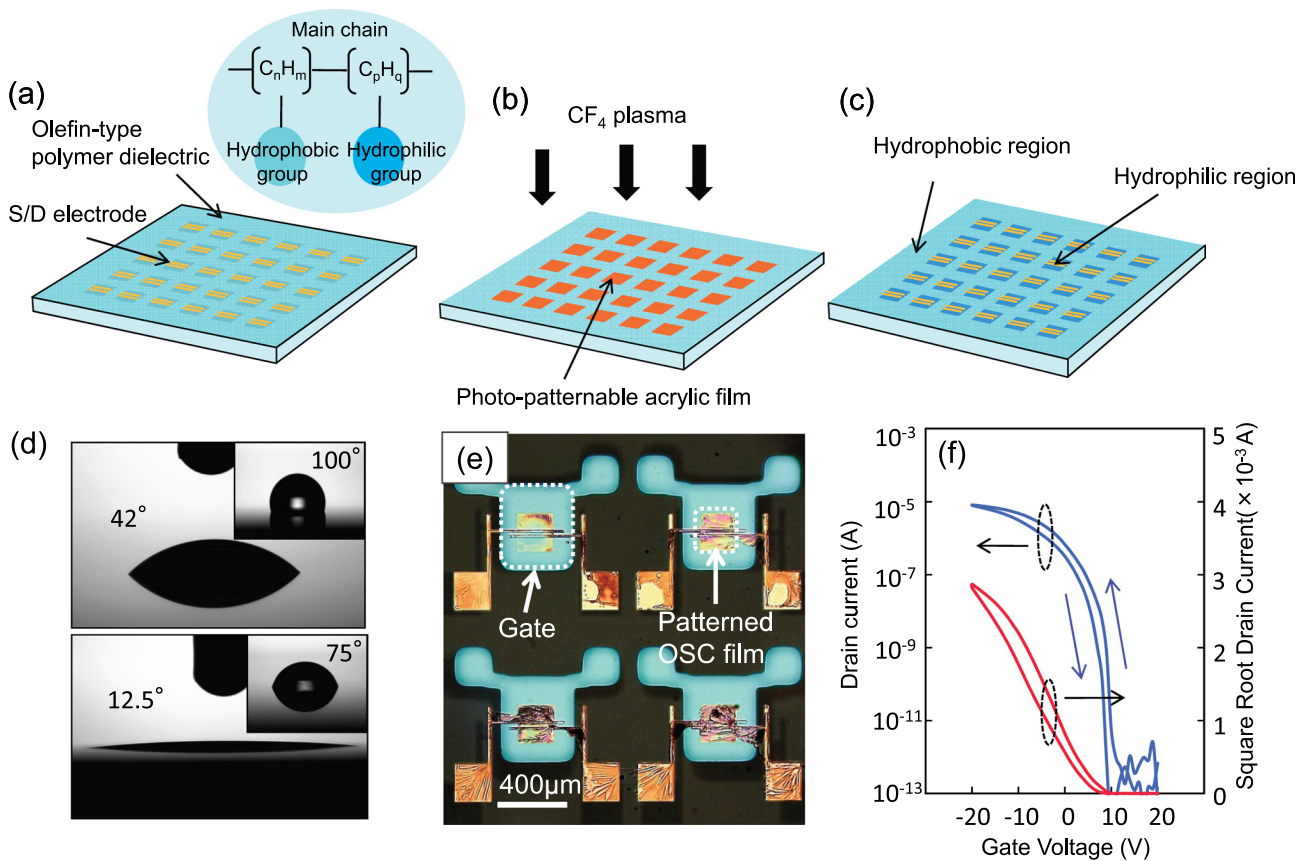 Main chain
CnHm
CpHq
Hydrophobic
group
Hydrophilic
group
(a)
Olefin-type
polymer dielectric
S/D electrode
(b)
CF4 plasma
Photo-patternable acrylic film
(c)
Hydrophobic region
Hydrophilic region
(d)
42°
100°
12.5°
75°
(e)
Gate
Patterned
OSC film
400μm
(f)
Drain current (A)
10-3
10-5
10-7
10-9
10-11
10-13
-20
-10
0
10
20
Gate Voltage (V)
5
4
3
2
1
0
Square Root Drain Current( × 10-3 A)